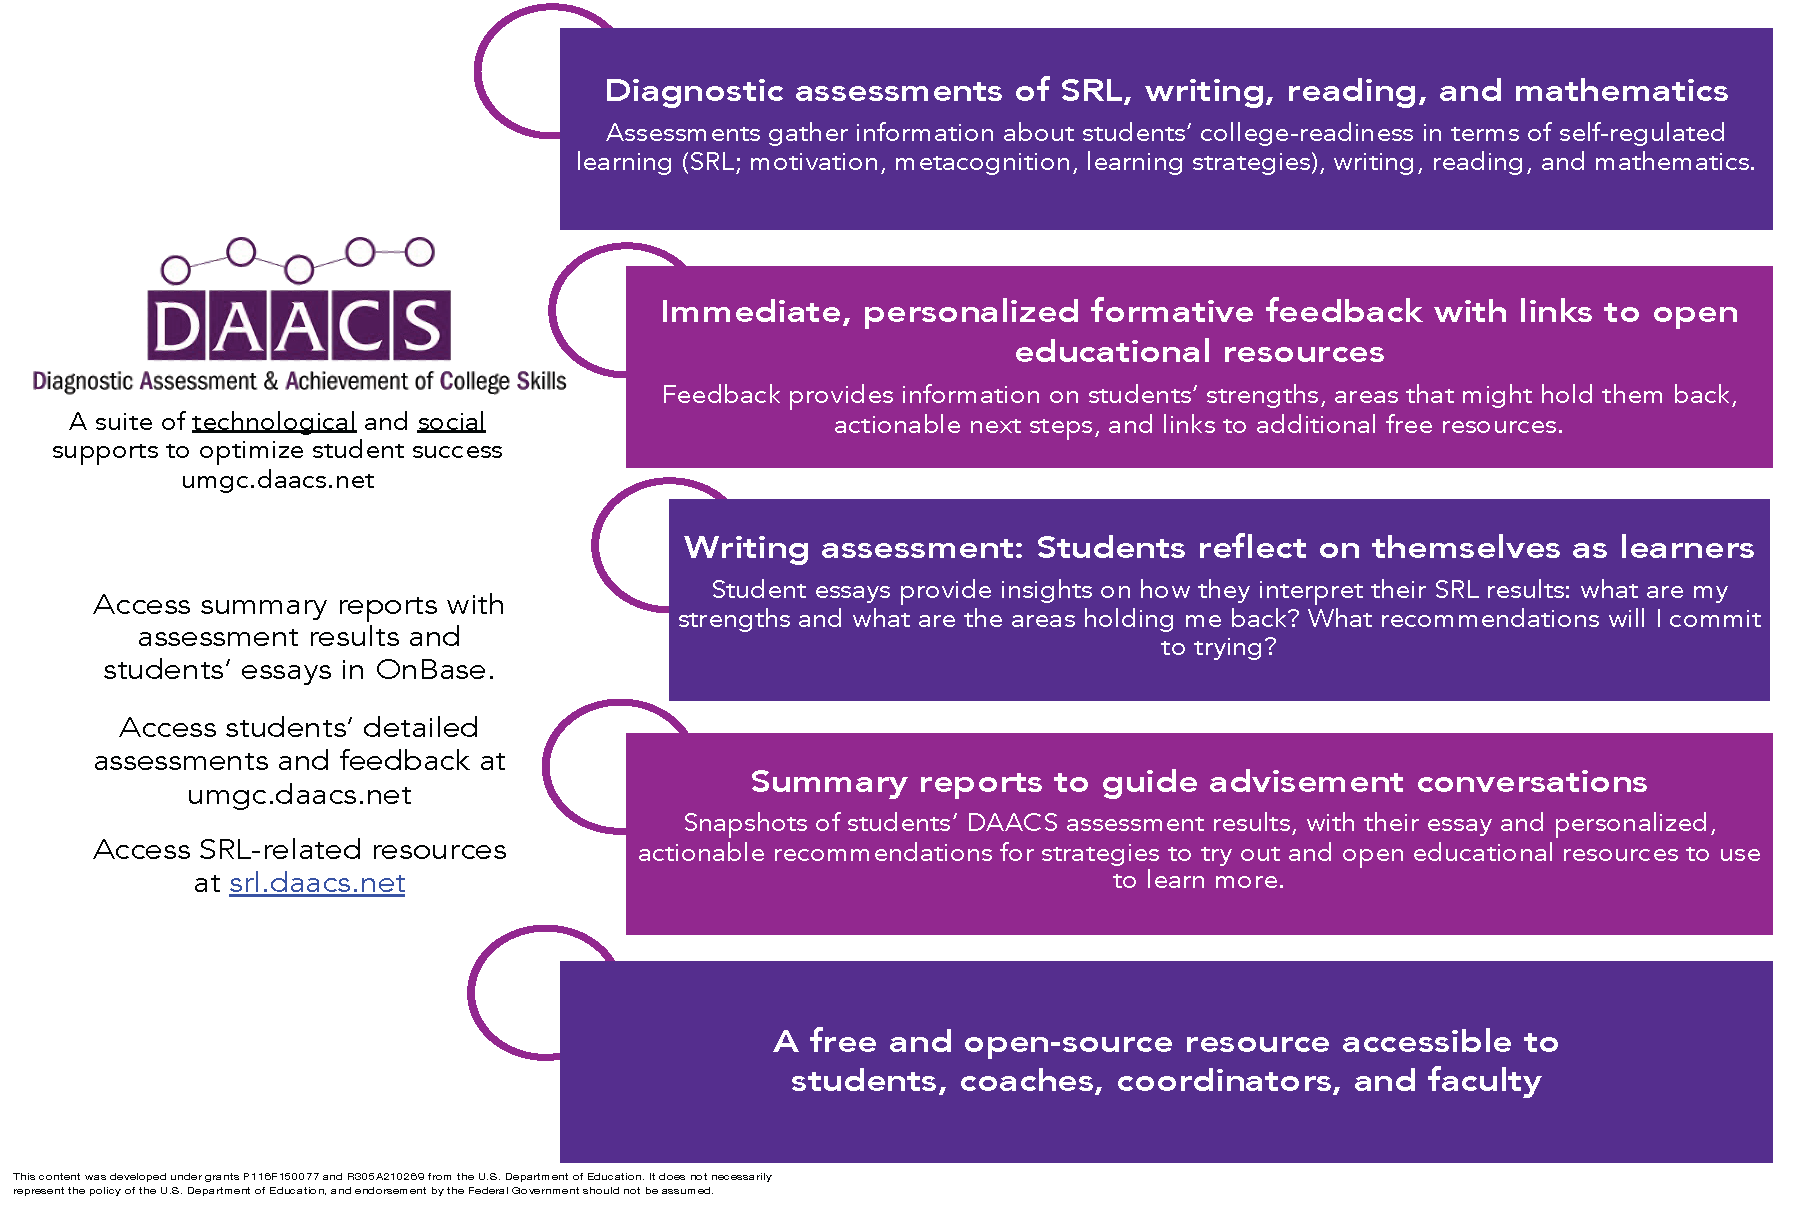 Diagnostic assessments of SRL, writing, reading, and mathematics
Assessments gather information about students’ college-readiness in terms of self-regulated
learning (SRL; motivation, metacognition, learning strategies), writing, reading, and mathematics.
DAACS
Diagnostic Assessment & Achievement of College Skills
A suite of technological and social
supports to optimize student success
umgc.daacs.net
Immediate, personalized formative feedback with links to open
educational resources
Feedback provides information on students’ strengths, areas that might hold them back,
actionable next steps, and links to additional free resources.
Writing assessment: Students reflect on themselves as learners
Student essays provide insights on how they interpret their SRL results: what are my
strengths and what are the areas holding me back? What recommendations will I commit
to trying?
Access summary reports with
assessment results and
students’ essays in OnBase.
Access students’ detailed
assessments and feedback at
umgc.daacs.net
Access SRL-related resources
at srl.daacs.net
Summary reports to guide advisement conversations
Snapshots of students’ DAACS assessment results, with their essay and personalized,
actionable recommendations for strategies to try out and open educational resources to use
to learn more.
A free and open-source resource accessible to
students, coaches, coordinators, and faculty
This content was developed under grants P116F150077 and R305A210269 from the U.S. Department of Education. It does not necessarily
represent the policy of the U.S. Department of Education, and endorsement by the Federal Government should not be assumed.